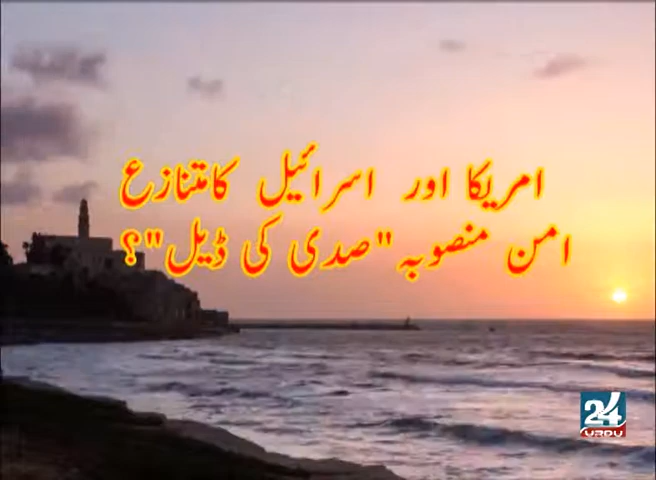 امریکا اور اسرائیل کا متنازع
امن منصوبہ "صدی کی ڈیل"؟
24
URDU